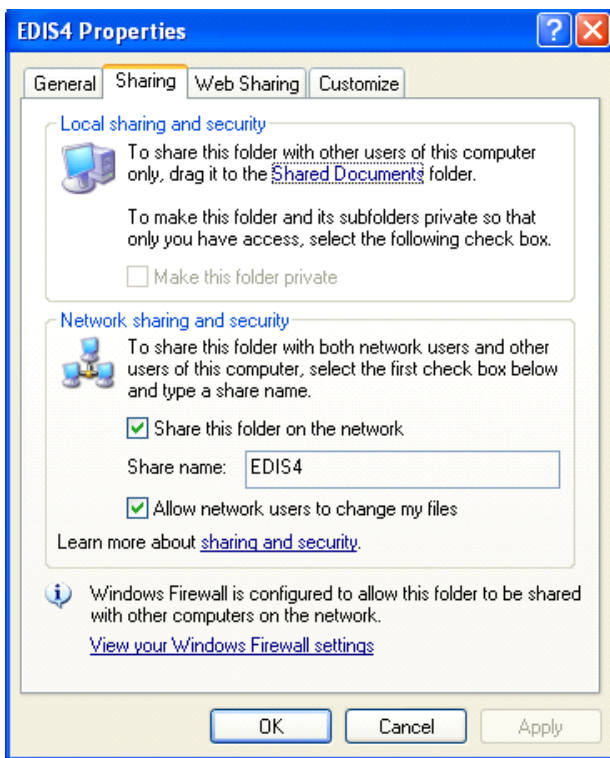 EDIS4 Properties
General Sharing Web Sharing Customize
Local sharing and security
To share this folder with other users of this computer
only, drag it to the Shared Documents folder.
To make this folder and its subfolders private so that
only you have access, select the following check box.
Make this folder private
Network sharing and security
To share this folder with both network users and other
users of this computer, select the first check box below
and type a share name.
Share this folder on the network
Share name: EDIS4
Allow network users to change my files
Learn more about sharing and security.
Windows Firewall is configured to allow this folder to be shared
with other computers on the network.
View your Windows Firewall settings
OK Cancel Apply